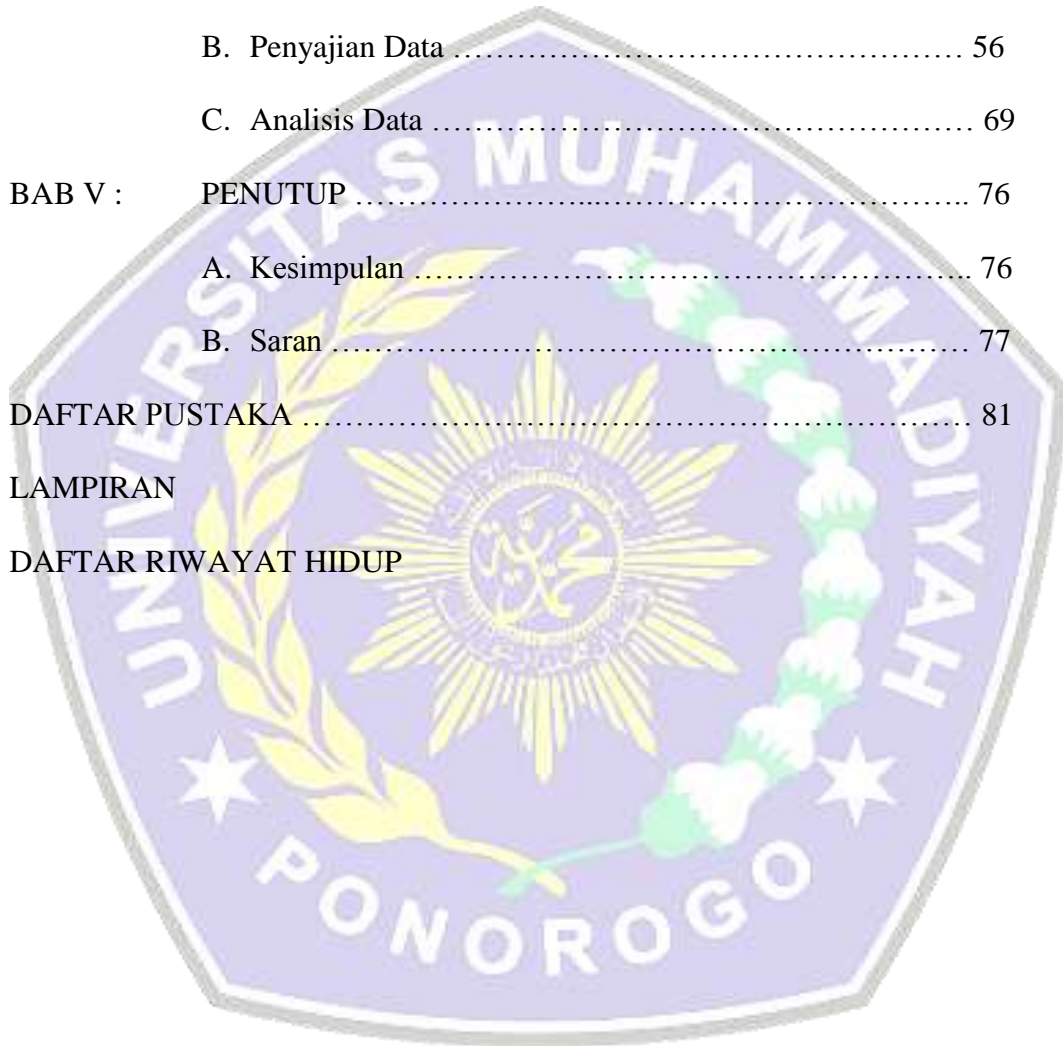 B. Penyajian Data …………………………………………… 56
C. Analisis Data ……………………………………………… 69
BAB V : PENUTUP …………………...……………………………….. 76
A. Kesimpulan ……………………………………………….. 76
B. Saran ……………………………………………………… 77
DAFTAR PUSTAKA ………………………………………………………… 81
LAMPIRAN
DAFTAR RIWAYAT HIDUP
UNIVERSITAS MUHAMMADIYAH
PONOROGO
محمدية